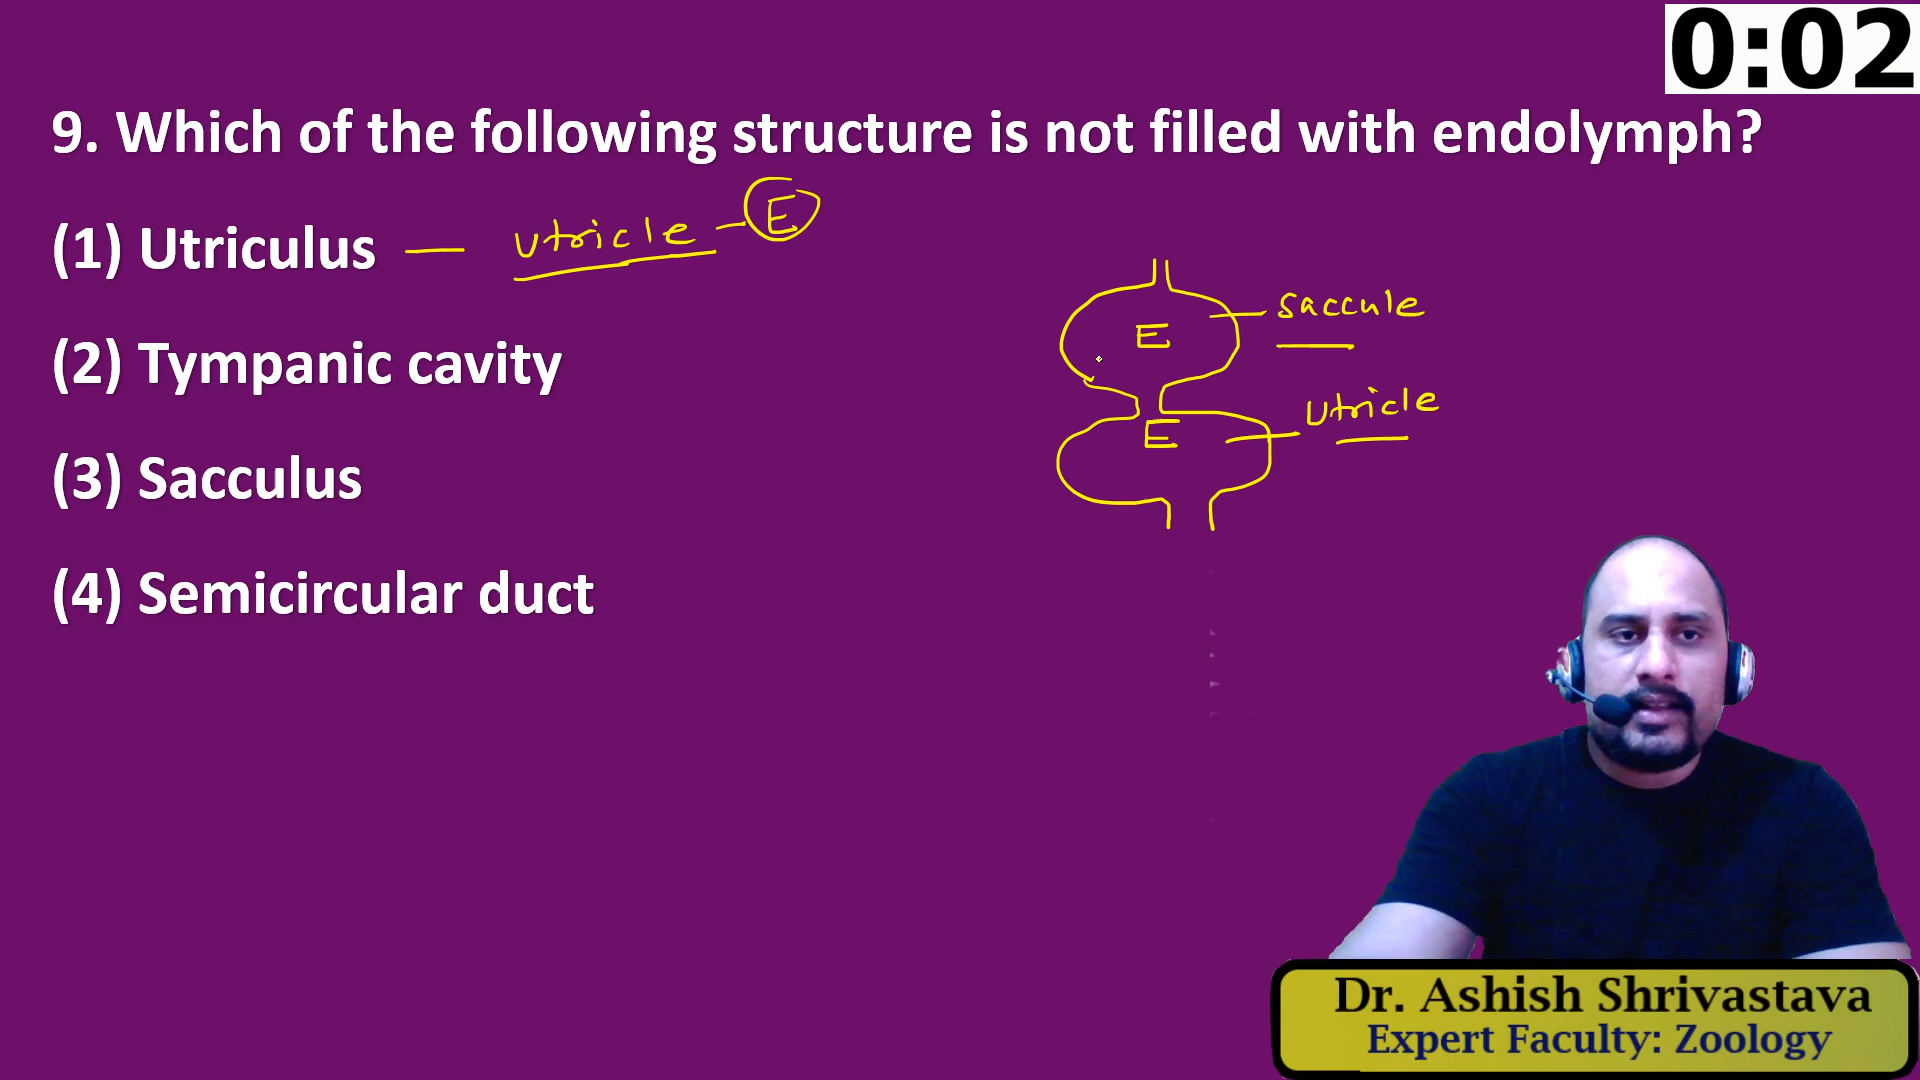 0:02
9. Which of the following structure is not filled with endolymph?
(1) Utriculus — Utricle — E
(2) Tympanic cavity
(3) Sacculus
(4) Semicircular duct
E
Saccule
E
Utricle
Dr. Ashish Shrivastava
Expert Faculty: Zoology